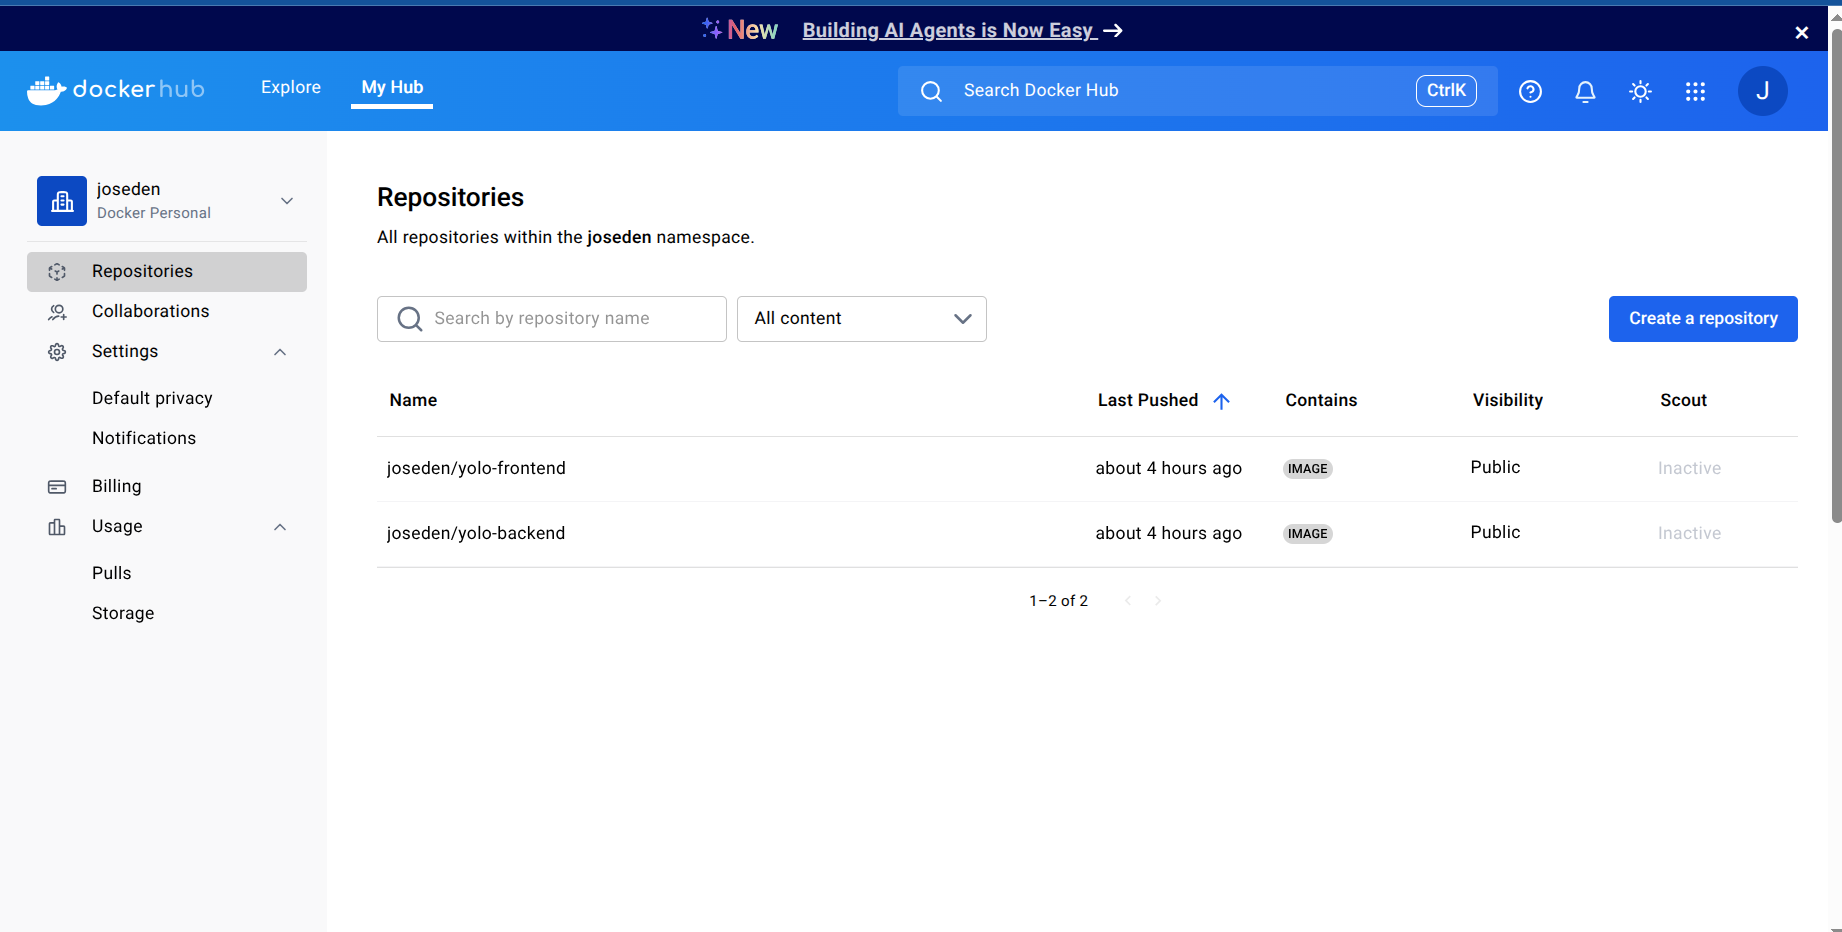 New Building AI Agents is Now Easy
dockerhub Explore My Hub Search Docker Hub CtrlK J
joseden
Docker Personal
Repositories
Collaborations
Settings
Default privacy
Notifications
Billing
Usage
Pulls
Storage
Repositories
All repositories within the joseden namespace.
Search by repository name All content Create a repository
Name Last Pushed Contains Visibility Scout
joseden/yolo-frontend about 4 hours ago IMAGE Public Inactive
joseden/yolo-backend about 4 hours ago IMAGE Public Inactive
1–2 of 2